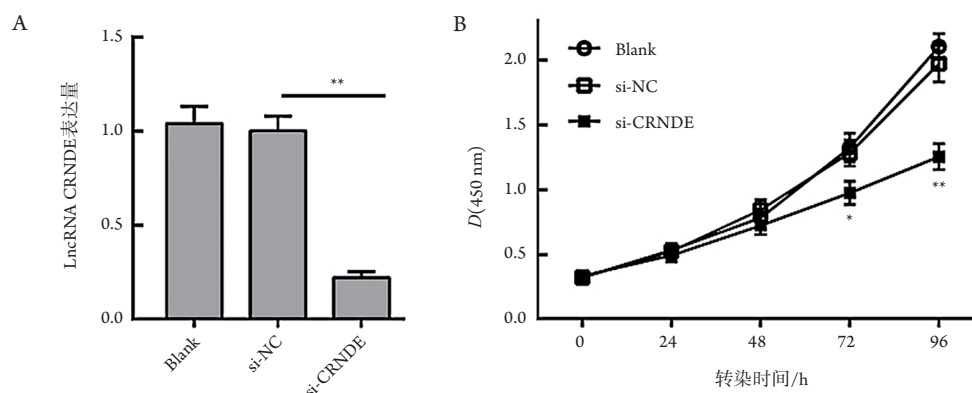 A
LncRNA CRNDE表达量
1.5
1.0
0.5
0.0
**
Blank
si-NC
si-CRNDE
B
D(450 nm)
2.0
1.5
1.0
0.5
0.0
Blank
si-NC
si-CRNDE
*
**
0
24
48
72
96
转染时间/h